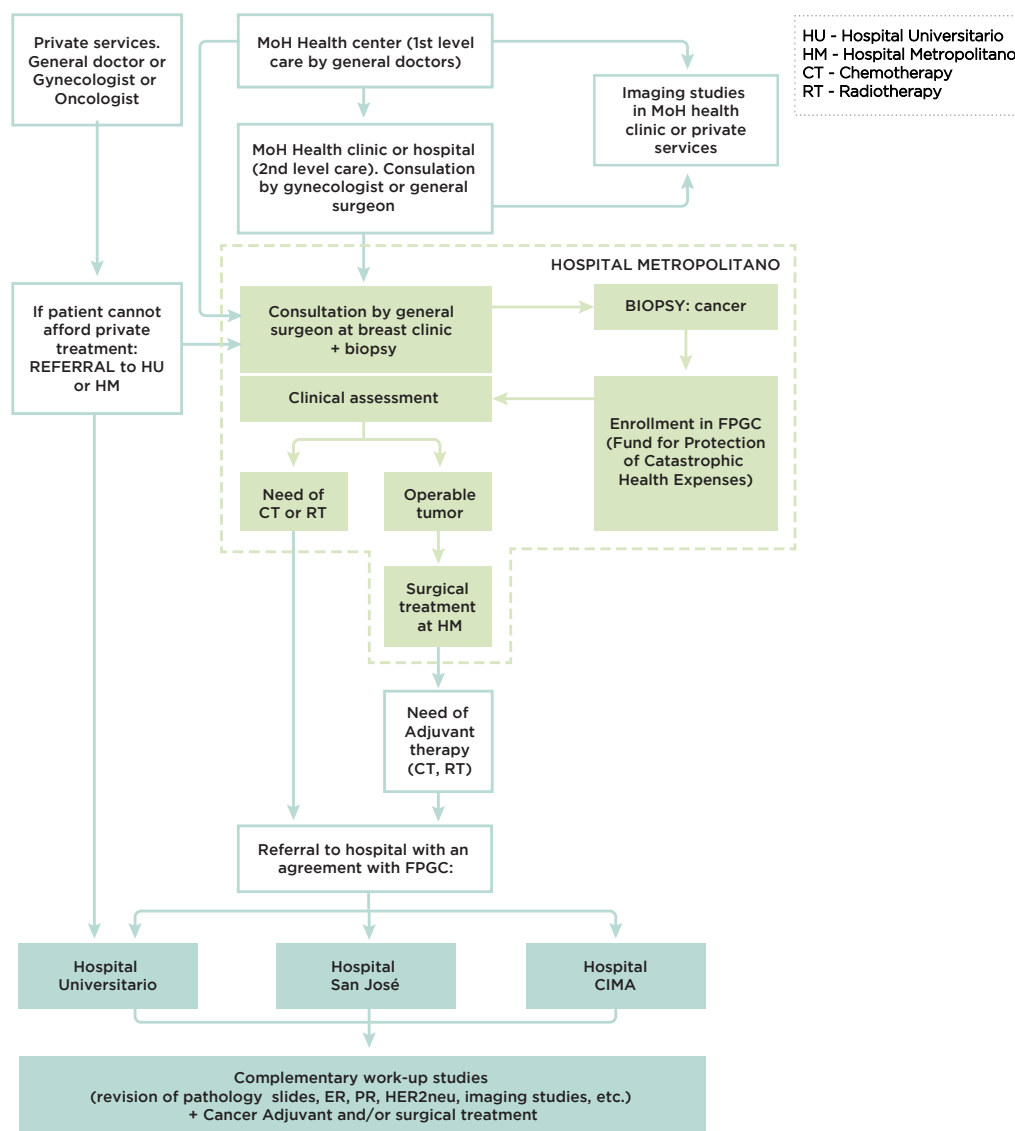 Private services.
General doctor or
Gynecologist or
Oncologist
MoH Health center (1st level
care by general doctors)
Imaging studies
in MoH health
clinic or private
services
HU - Hospital Universitario
HM - Hospital Metropolitano
CT - Chemotherapy
RT - Radiotherapy
MoH Health clinic or hospital
(2nd level care). Consulation
by gynecologist or general
surgeon
HOSPITAL METROPOLITANO
If patient cannot
afford private
treatment:
REFERRAL to HU
or HM
Consultation by general
surgeon at breast clinic
+ biopsy
BIOPSY: cancer
Clinical assessment
Enrollment in FPGC
(Fund for Protection
of Catastrophic
Health Expenses)
Need of
CT or RT
Operable
tumor
Surgical
treatment
at HM
Need of
Adjuvant
therapy
(CT, RT)
Referral to hospital with an
agreement with FPGC:
Hospital
Universitario
Hospital
San José
Hospital
CIMA
Complementary work-up studies
(revision of pathology slides, ER, PR, HER2neu, imaging studies, etc.)
+ Cancer Adjuvant and/or surgical treatment